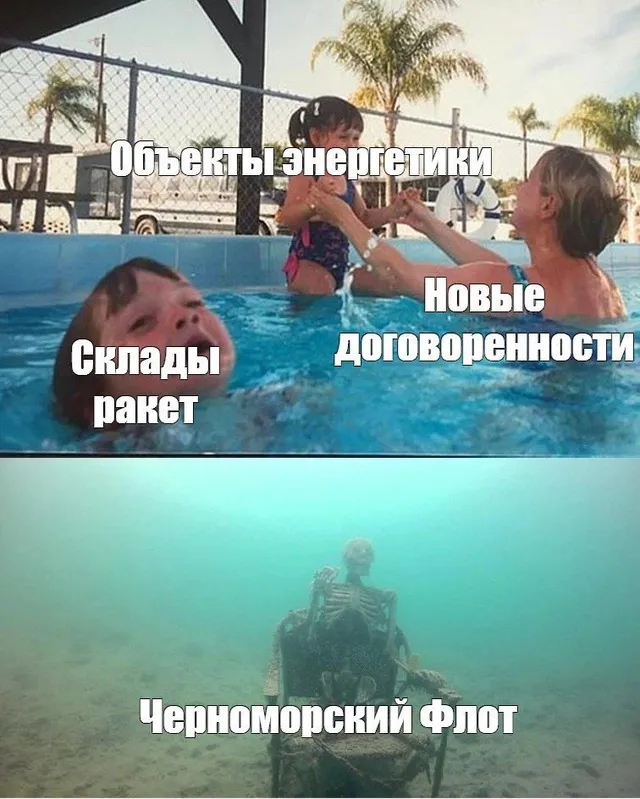 Объекты энергетики
Новые
договоренности
Склады
ракет
Черноморский Флот